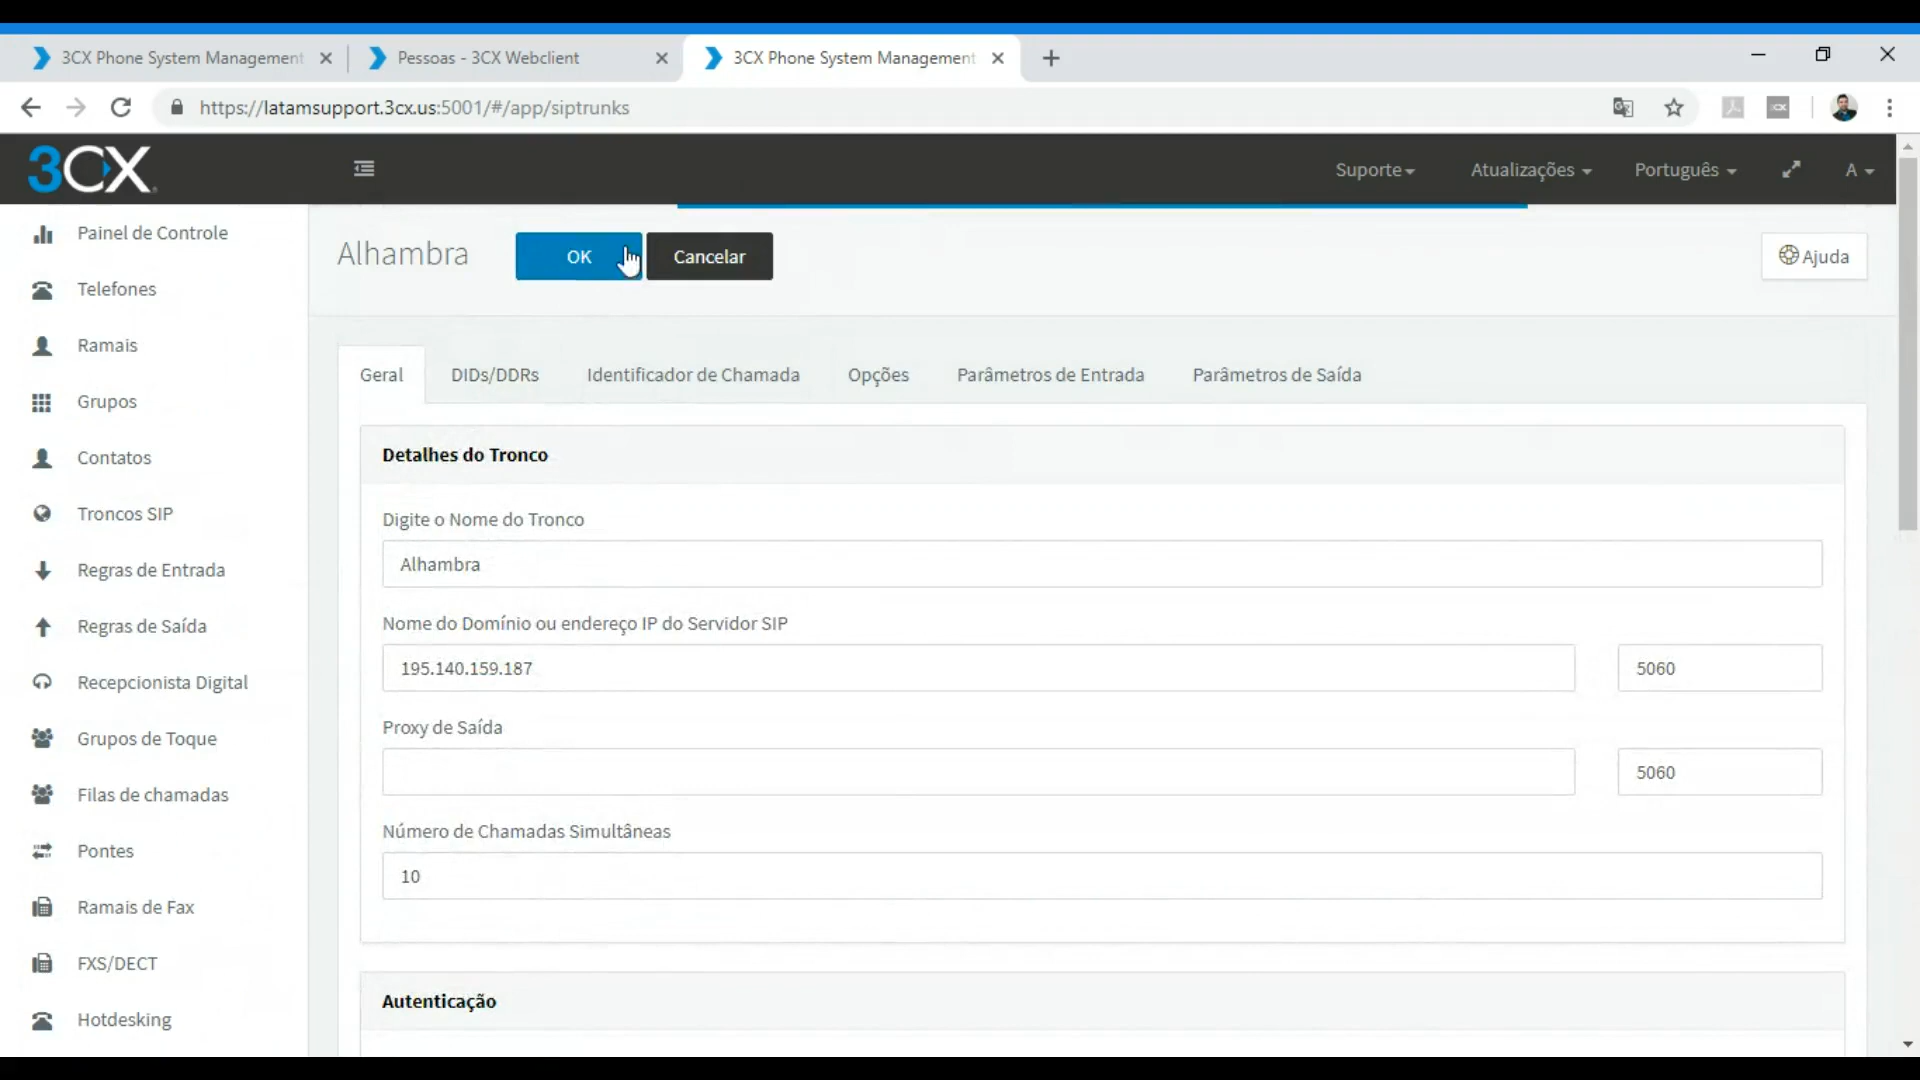 3CX Phone System Management
Pessoas - 3CX Webclient
3CX Phone System Management
https://latamsupport.3cx.us:5001/#/app/siptrunks
3CX
Suporte
Atualizações
Português
A
Painel de Controle
Telefones
Ramais
Grupos
Contatos
Troncos SIP
Regras de Entrada
Regras de Saída
Recepcionista Digital
Grupos de Toque
Filas de chamadas
Pontes
Ramais de Fax
FXS/DECT
Hotdesking
Alhambra
OK
Cancelar
Ajuda
Geral
DIDs/DDRs
Identificador de Chamada
Opções
Parâmetros de Entrada
Parâmetros de Saída
Detalhes do Tronco
Digite o Nome do Tronco
Alhambra
Nome do Domínio ou endereço IP do Servidor SIP
195.140.159.187
5060
Proxy de Saída
5060
Número de Chamadas Simultâneas
10
Autenticação